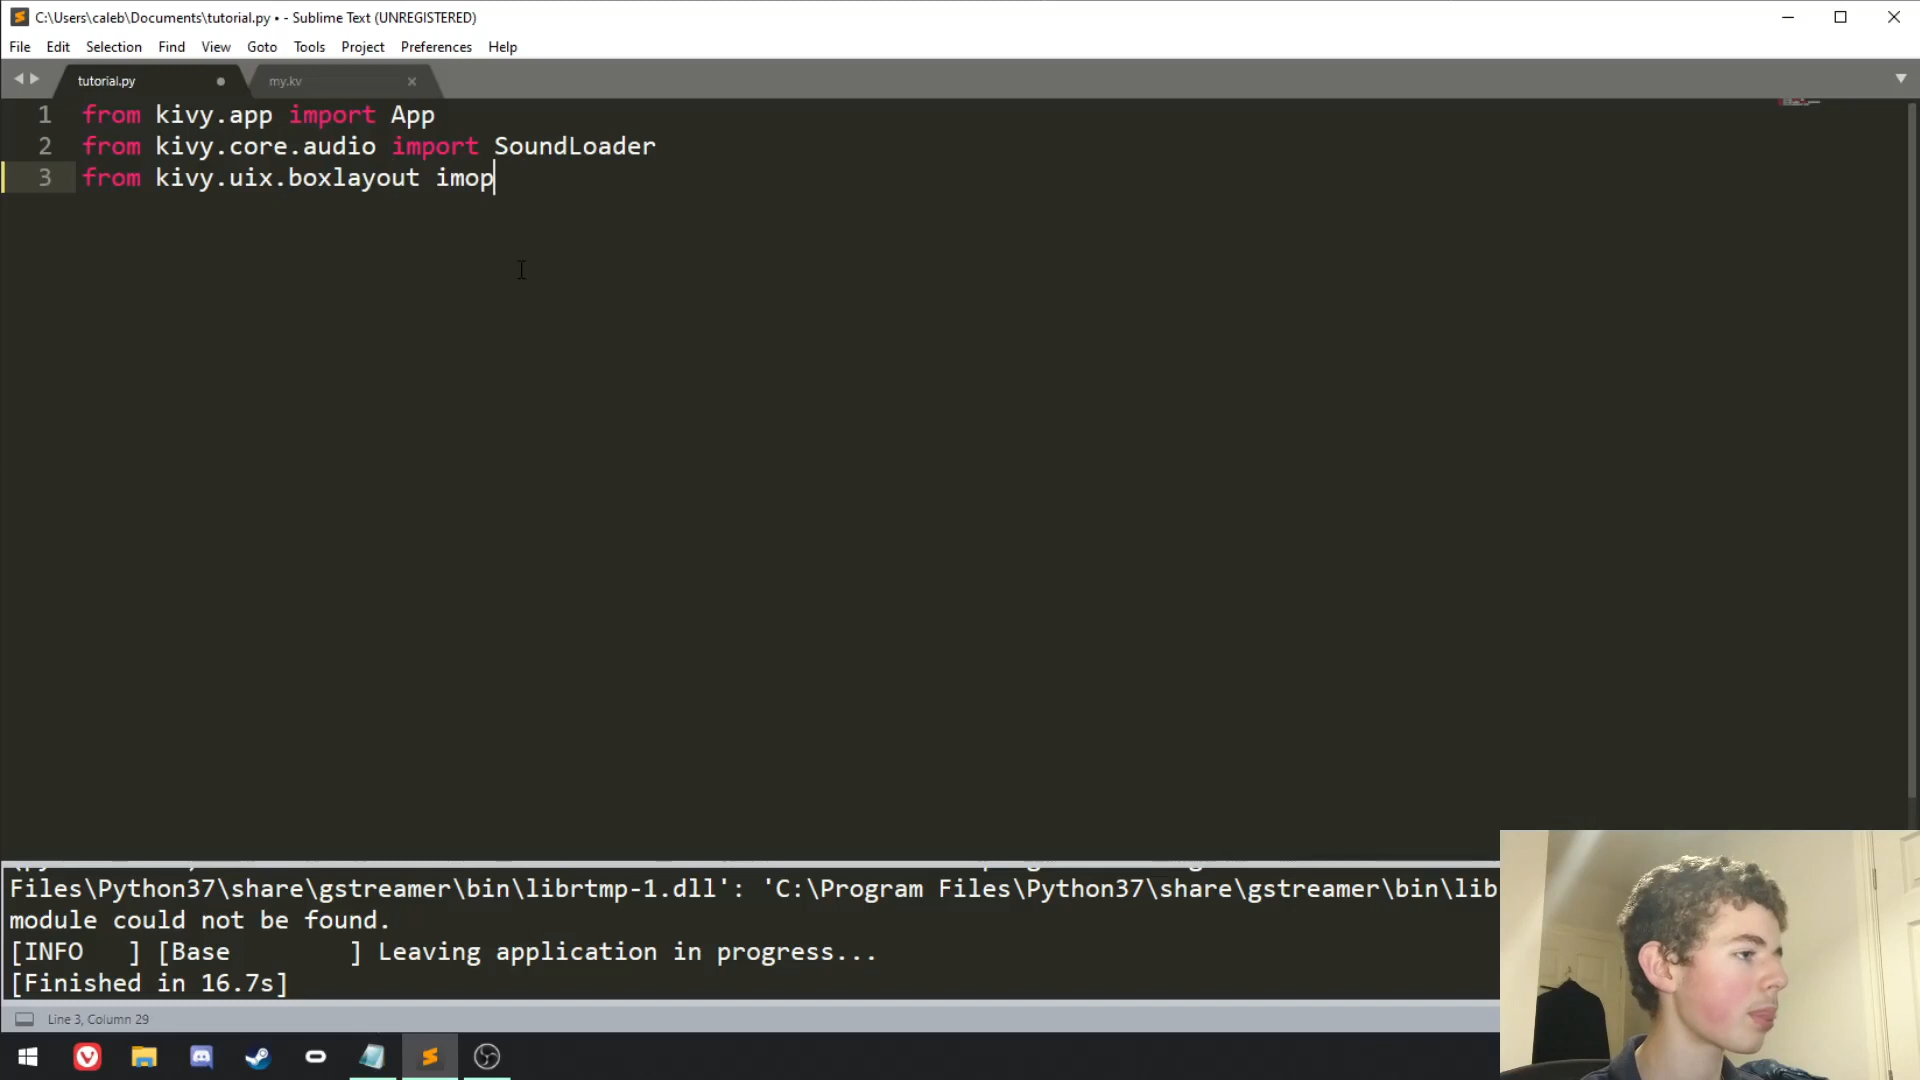 C:\Users\caleb\Documents\tutorial.py • - Sublime Text (UNREGISTERED)
File Edit Selection Find View Goto Tools Project Preferences Help
tutorial.py my.kv
1 from kivy.app import App
2 from kivy.core.audio import SoundLoader
3 from kivy.uix.boxlayout imop
Files\Python37\share\gstreamer\bin\librtmp-1.dll': 'C:\Program Files\Python37\share\gstreamer\bin\lib
module could not be found.
[INFO   ] [Base        ] Leaving application in progress...
[Finished in 16.7s]
Line 3, Column 29